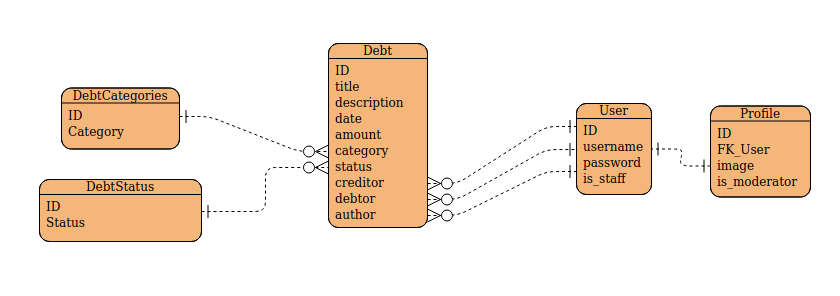 DebtCategories
ID
Category
DebtStatus
ID
Status
Debt
ID
title
description
date
amount
category
status
creditor
debtor
author
User
ID
username
password
is_staff
Profile
ID
FK_User
image
is_moderator